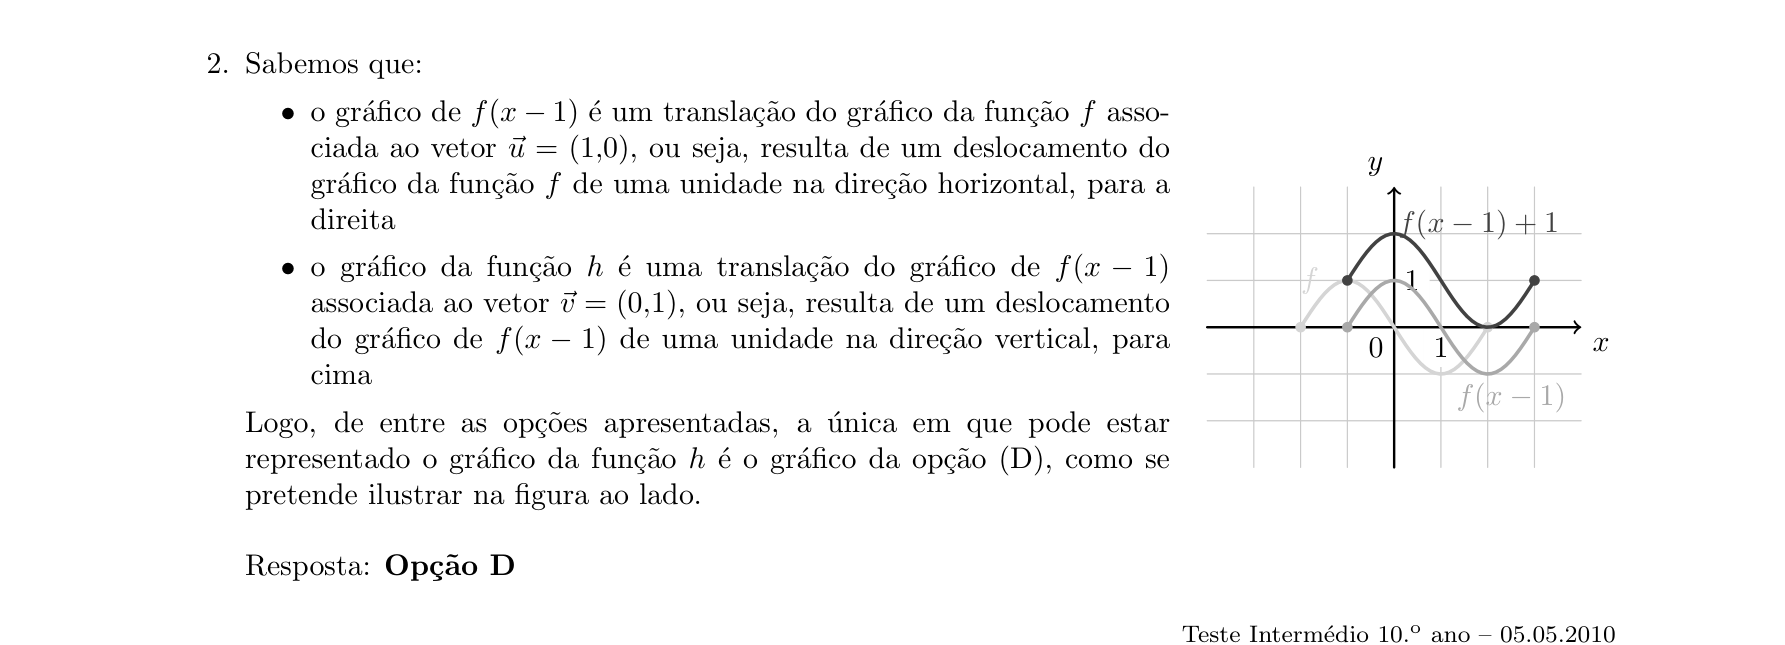 2. Sabemos que:
• o gráfico de f(x − 1) é um translação do gráfico da função f asso-
ciada ao vetor u⃗ = (1,0), ou seja, resulta de um deslocamento do
gráfico da função f de uma unidade na direção horizontal, para a
direita
• o gráfico da função h é uma translação do gráfico de f(x − 1)
associada ao vetor v⃗ = (0,1), ou seja, resulta de um deslocamento
do gráfico de f(x − 1) de uma unidade na direção vertical, para
cima
Logo, de entre as opções apresentadas, a única em que pode estar
representado o gráfico da função h é o gráfico da opção (D), como se
pretende ilustrar na figura ao lado.
Resposta: Opção D
y
f(x − 1) + 1
f
1
0
1
x
f(x − 1)
Teste Intermédio 10.º ano – 05.05.2010